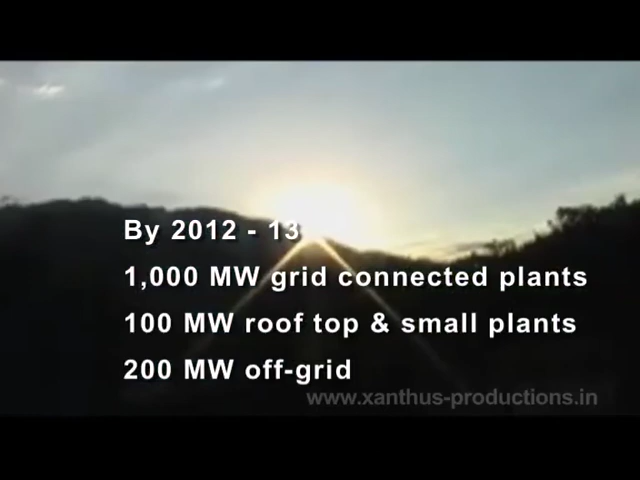 By 2012 - 13
1,000 MW grid connected plants
100 MW roof top & small plants
200 MW off-grid
www.xanthus-productions.in